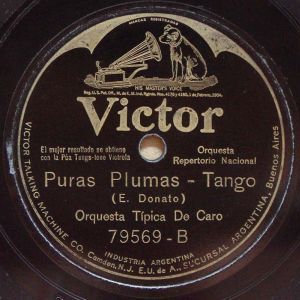 MARCAS REGISTRADAS
HIS MASTER'S VOICE
Victor
El mejor resultado se obtiene
con la Púa Tungs-tone Victrola
Orquesta
Repertorio Nacional
Puras Plumas - Tango
(E. Donato)
Orquesta Típica De Caro
79569-B
INDUSTRIA ARGENTINA
VICTOR TALKING MACHINE CO. Camden, N.J. E.U. de A., SUCURSAL ARGENTINA, Buenos Aires